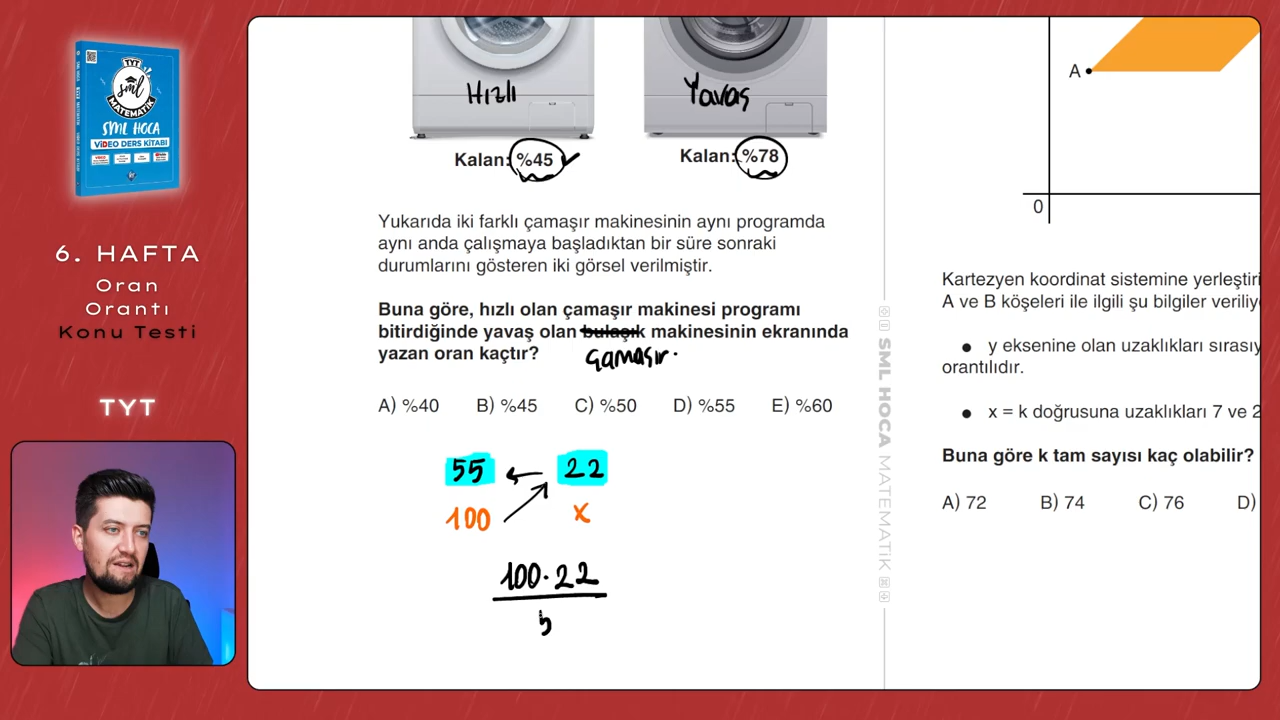 TYT
sml
MATEMATİK
SML HOCA
VİDEO DERS KİTABI
6. HAFTA
Oran
Orantı
Konu Testi
TYT
Hızlı
Yavaş
Kalan: %45
Kalan: %78
Yukarıda iki farklı çamaşır makinesinin aynı programda
aynı anda çalışmaya başladıktan bir süre sonraki
durumlarını gösteren iki görsel verilmiştir.
Buna göre, hızlı olan çamaşır makinesi programı
bitirdiğinde yavaş olan bulaşık makinesinin ekranında
yazan oran kaçtır?
çamaşır
A) %40 B) %45 C) %50 D) %55 E) %60
55 22
100 x
100·22
5
SML HOCA MATEMATİK
A
0
Kartezyen koordinat sistemine yerleştiri
A ve B köşeleri ile ilgili şu bilgiler veriliy
• y eksenine olan uzaklıkları sırasıy
orantılıdır.
• x = k doğrusuna uzaklıkları 7 ve 2
Buna göre k tam sayısı kaç olabilir?
A) 72 B) 74 C) 76 D)